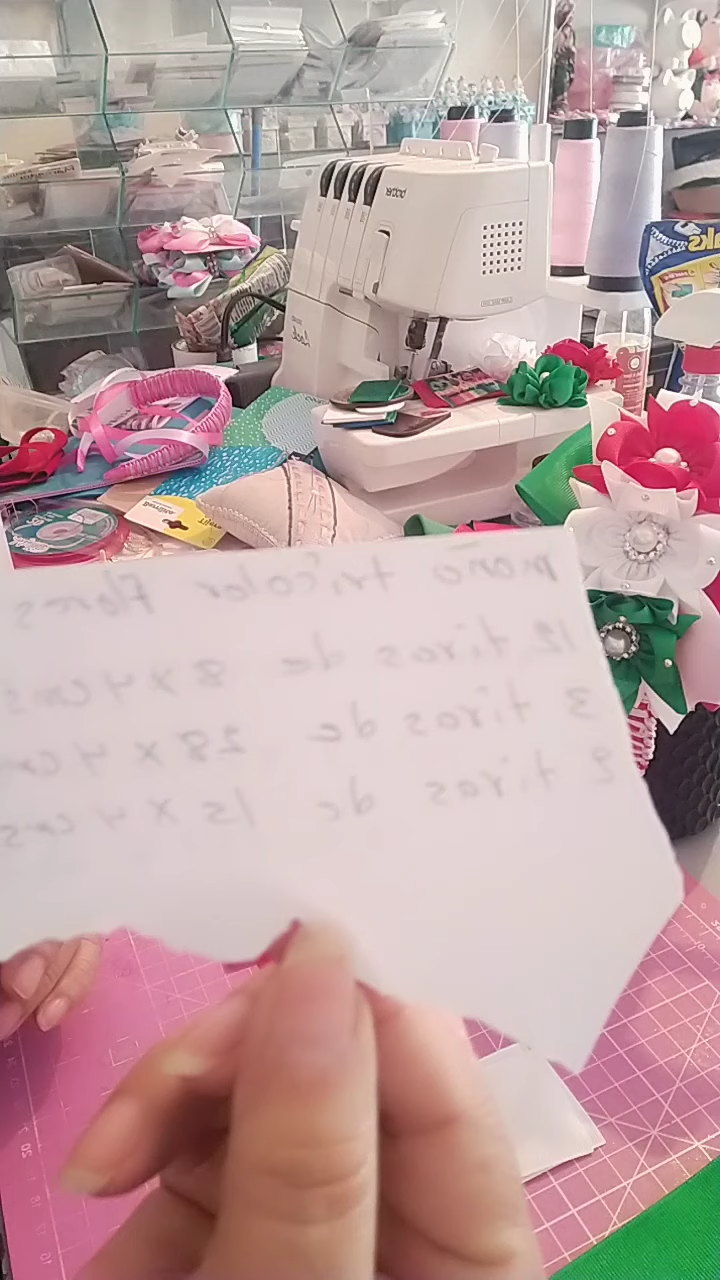 moño tricolor flores
12 tiras de 8x4cms
3 tiras de 28x4cm
2 tiras de 15x4cms